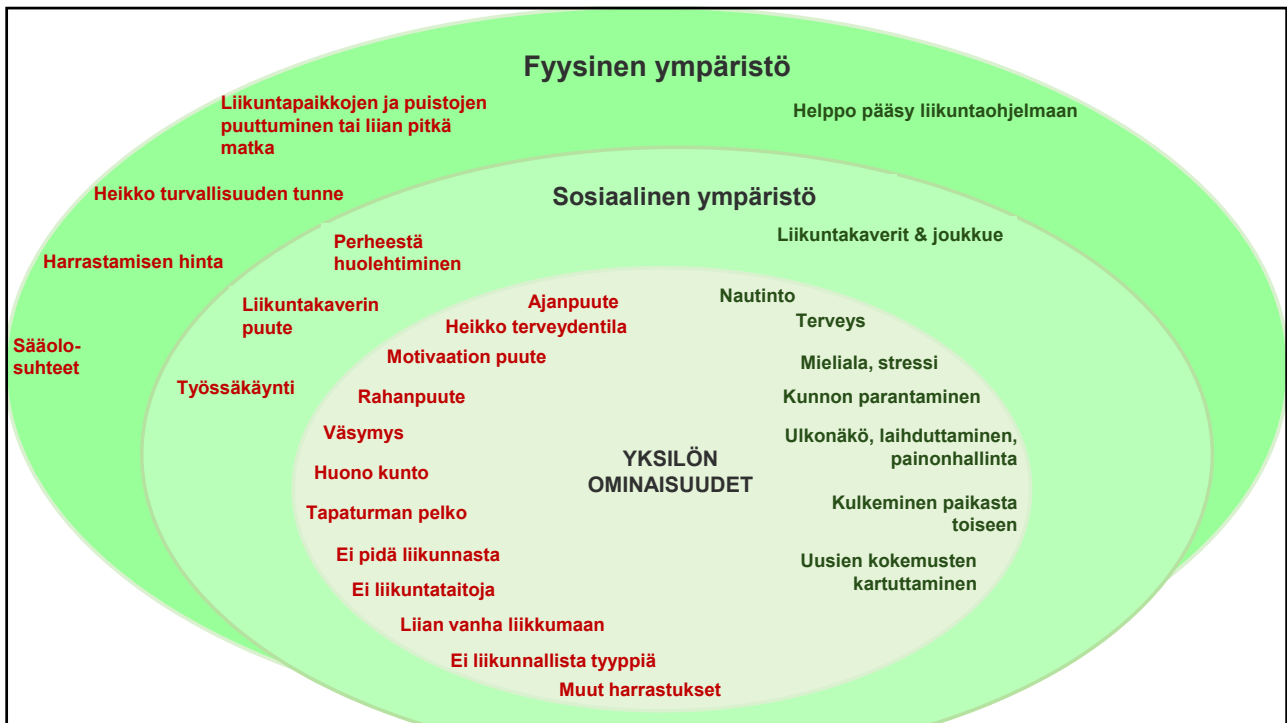 Fyysinen ympäristö
Liikuntapaikkojen ja puistojen
puuttuminen tai liian pitkä
matka
Helppo pääsy liikuntaohjelmaan
Heikko turvallisuuden tunne
Sosiaalinen ympäristö
Perheestä
huolehtiminen
Liikuntakaverit & joukkue
Harrastamisen hinta
Liikuntakaverin
puute
Ajanpuute
Nautinto
Heikko terveydentila
Terveys
Sääolo-
suhteet
Motivaation puute
Mieliala, stressi
Työssäkäynti
Rahanpuute
Kunnon parantaminen
Väsymys
Ulkonäkö, laihduttaminen,
painonhallinta
YKSILÖN
OMINAISUUDET
Huono kunto
Tapaturman pelko
Kulkeminen paikasta
toiseen
Ei pidä liikunnasta
Uusien kokemusten
kartuttaminen
Ei liikuntataitoja
Liian vanha liikkumaan
Ei liikunnallista tyyppiä
Muut harrastukset